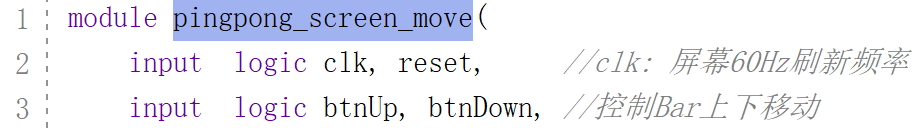 1 module pingpong_screen_move(
2 input logic clk, reset, //clk: 屏幕60Hz刷新频率
3 input logic btnUp, btnDown, //控制Bar上下移动